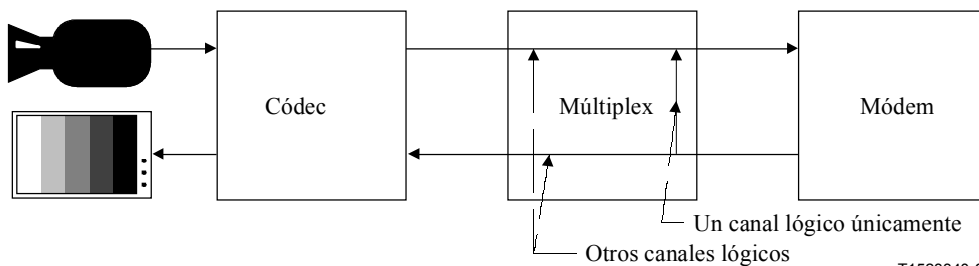 Códec
Múltiplex
Módem
Un canal lógico únicamente
Otros canales lógicos